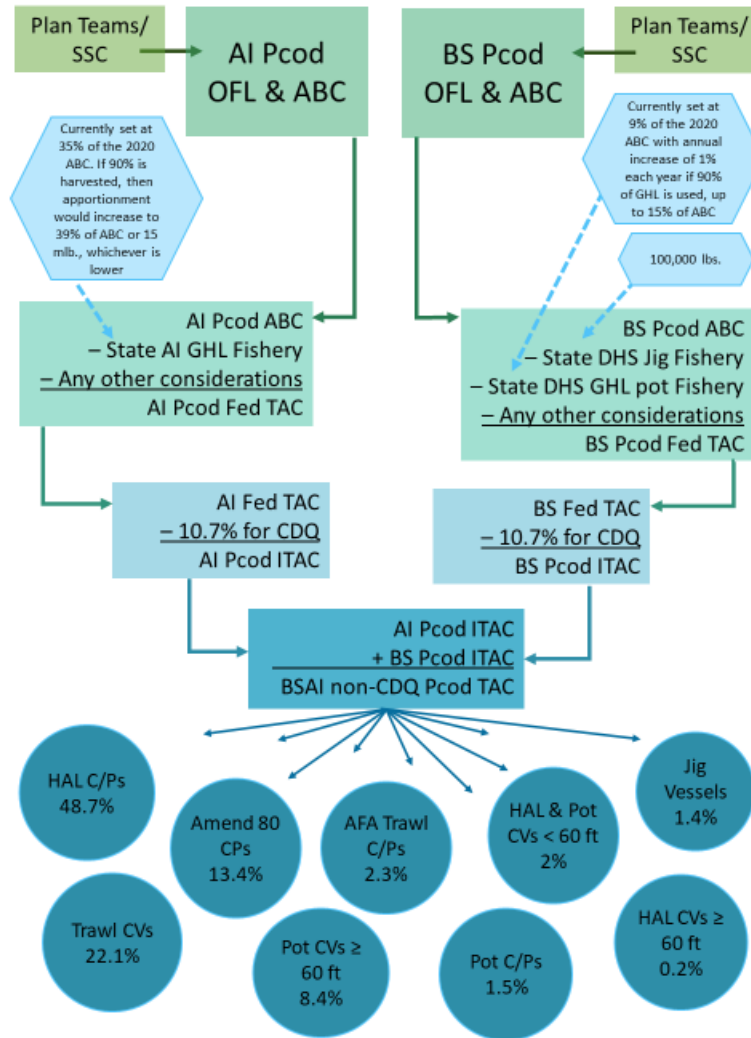 Plan Teams/
SSC
AI Pcod
OFL & ABC
BS Pcod
OFL & ABC
Plan Teams/
SSC
Currently set at
35% of the 2020
ABC. If 90% is
harvested, then
apportionment
would increase to
39% of ABC or 15
mlb., whichever is
lower
Currently set at
9% of the 2020
ABC with annual
increase of 1%
each year if 90%
of GHL is used, up
to 15% of ABC
100,000 lbs.
AI Pcod ABC
– State AI GHL Fishery
– Any other considerations
AI Pcod Fed TAC
BS Pcod ABC
– State DHS Jig Fishery
– State DHS GHL pot Fishery
– Any other considerations
BS Pcod Fed TAC
AI Fed TAC
– 10.7% for CDQ
AI Pcod ITAC
BS Fed TAC
– 10.7% for CDQ
BS Pcod ITAC
AI Pcod ITAC
+ BS Pcod ITAC
BSAI non-CDQ Pcod TAC
HAL C/Ps
48.7%
Amend 80
CPs
13.4%
AFA Trawl
C/Ps
2.3%
HAL & Pot
CVs < 60 ft
2%
Jig
Vessels
1.4%
Trawl CVs
22.1%
Pot CVs ≥
60 ft
8.4%
Pot C/Ps
1.5%
HAL CVs ≥
60 ft
0.2%